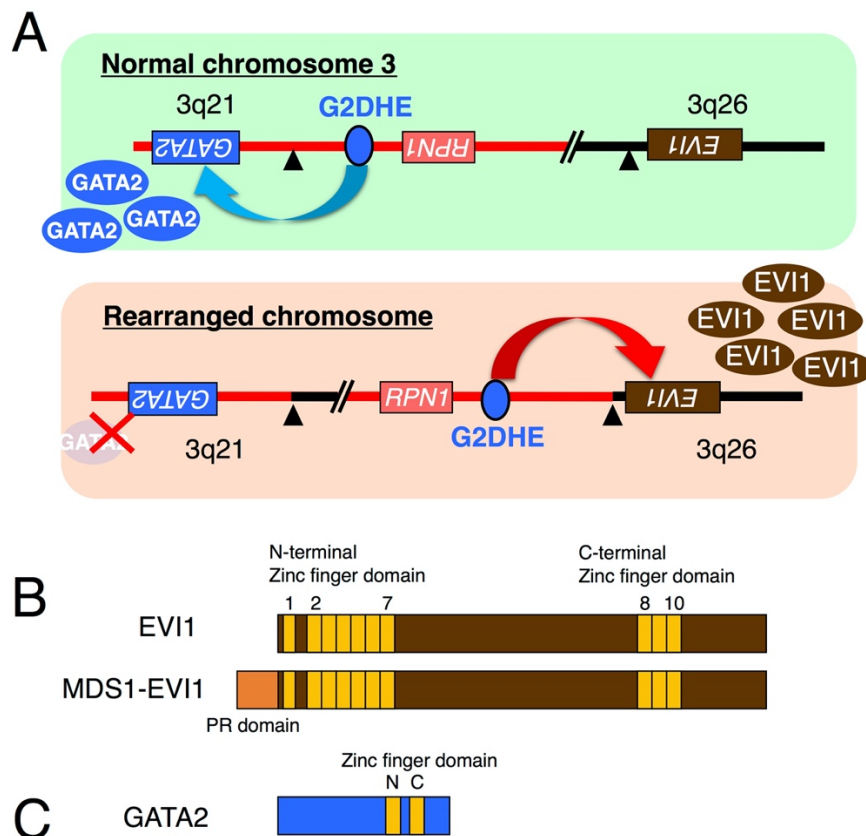 A
Normal chromosome 3
G2DHE
3q21
3q26
GATA2
RPN1
EVI1
GATA2
GATA2
GATA2
EVI1
EVI1
EVI1
EVI1
EVI1
Rearranged chromosome
GATA2
RPN1
EVI1
GATA2
G2DHE
3q21
3q26
B
N-terminal
Zinc finger domain
C-terminal
Zinc finger domain
1 2 7 8 10
EVI1
MDS1-EVI1
PR domain
C
Zinc finger domain
N C
GATA2